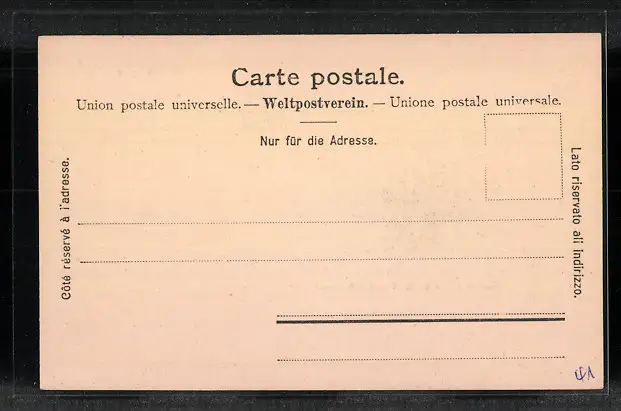 Carte postale.
Union postale universelle. — Weltpostverein. — Unione postale universale.
Nur für die Adresse.
Côté réservé à l'adresse.
Lato riservato all indirizzo.